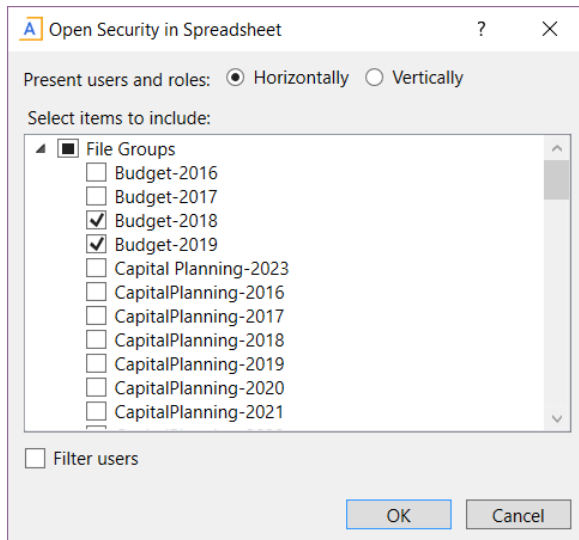 A Open Security in Spreadsheet ?
Present users and roles: Horizontally Vertically
Select items to include:
File Groups
Budget-2016
Budget-2017
Budget-2018
Budget-2019
Capital Planning-2023
CapitalPlanning-2016
CapitalPlanning-2017
CapitalPlanning-2018
CapitalPlanning-2019
CapitalPlanning-2020
CapitalPlanning-2021
Filter users
OK Cancel